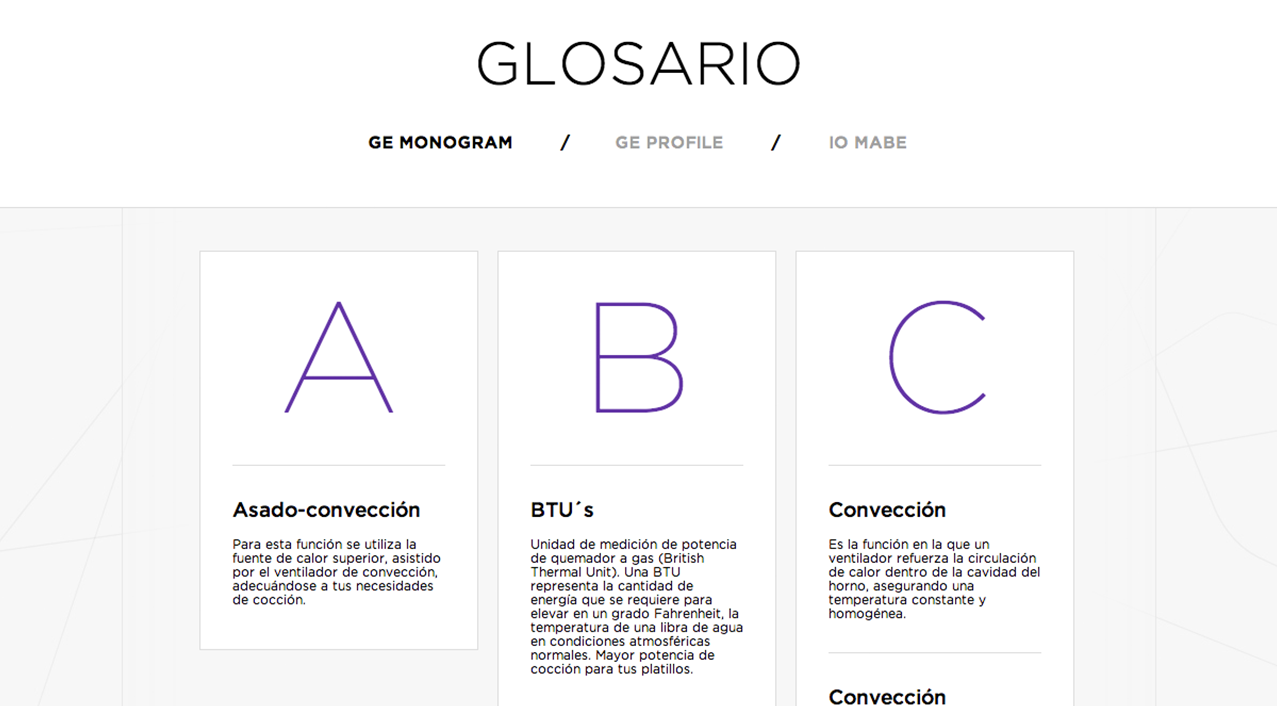 GLOSARIO
GE MONOGRAM / GE PROFILE / IO MABE
A
Asado-convección
Para esta función se utiliza la
fuente de calor superior, asistido
por el ventilador de convección,
adecuándose a tus necesidades
de cocción.
B
BTU´s
Unidad de medición de potencia
de quemador a gas (British
Thermal Unit). Una BTU
representa la cantidad de
energía que se requiere para
elevar en un grado Fahrenheit, la
temperatura de una libra de agua
en condiciones atmosféricas
normales. Mayor potencia de
cocción para tus platillos.
C
Convección
Es la función en la que un
ventilador refuerza la circulación
de calor dentro de la cavidad del
horno, asegurando una
temperatura constante y
homogénea.
Convección